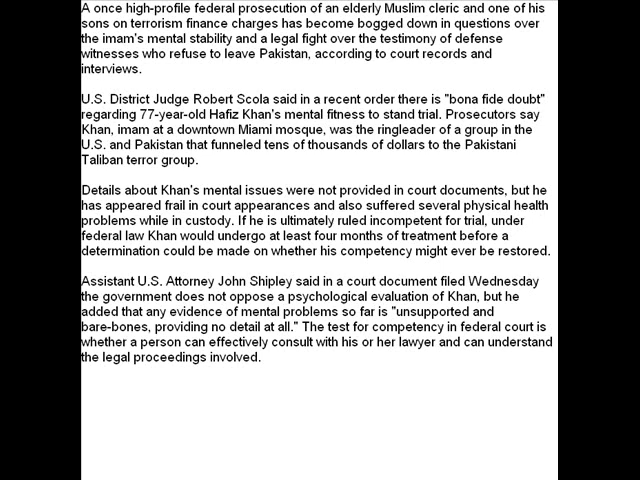 A once high-profile federal prosecution of an elderly Muslim cleric and one of his
sons on terrorism finance charges has become bogged down in questions over
the imam's mental stability and a legal fight over the testimony of defense
witnesses who refuse to leave Pakistan, according to court records and
interviews.
U.S. District Judge Robert Scola said in a recent order there is "bona fide doubt"
regarding 77-year-old Hafiz Khan's mental fitness to stand trial. Prosecutors say
Khan, imam at a downtown Miami mosque, was the ringleader of a group in the
U.S. and Pakistan that funneled tens of thousands of dollars to the Pakistani
Taliban terror group.
Details about Khan's mental issues were not provided in court documents, but he
has appeared frail in court appearances and also suffered several physical health
problems while in custody. If he is ultimately ruled incompetent for trial, under
federal law Khan would undergo at least four months of treatment before a
determination could be made on whether his competency might ever be restored.
Assistant U.S. Attorney John Shipley said in a court document filed Wednesday
the government does not oppose a psychological evaluation of Khan, but he
added that any evidence of mental problems so far is "unsupported and
bare-bones, providing no detail at all." The test for competency in federal court is
whether a person can effectively consult with his or her lawyer and can understand
the legal proceedings involved.